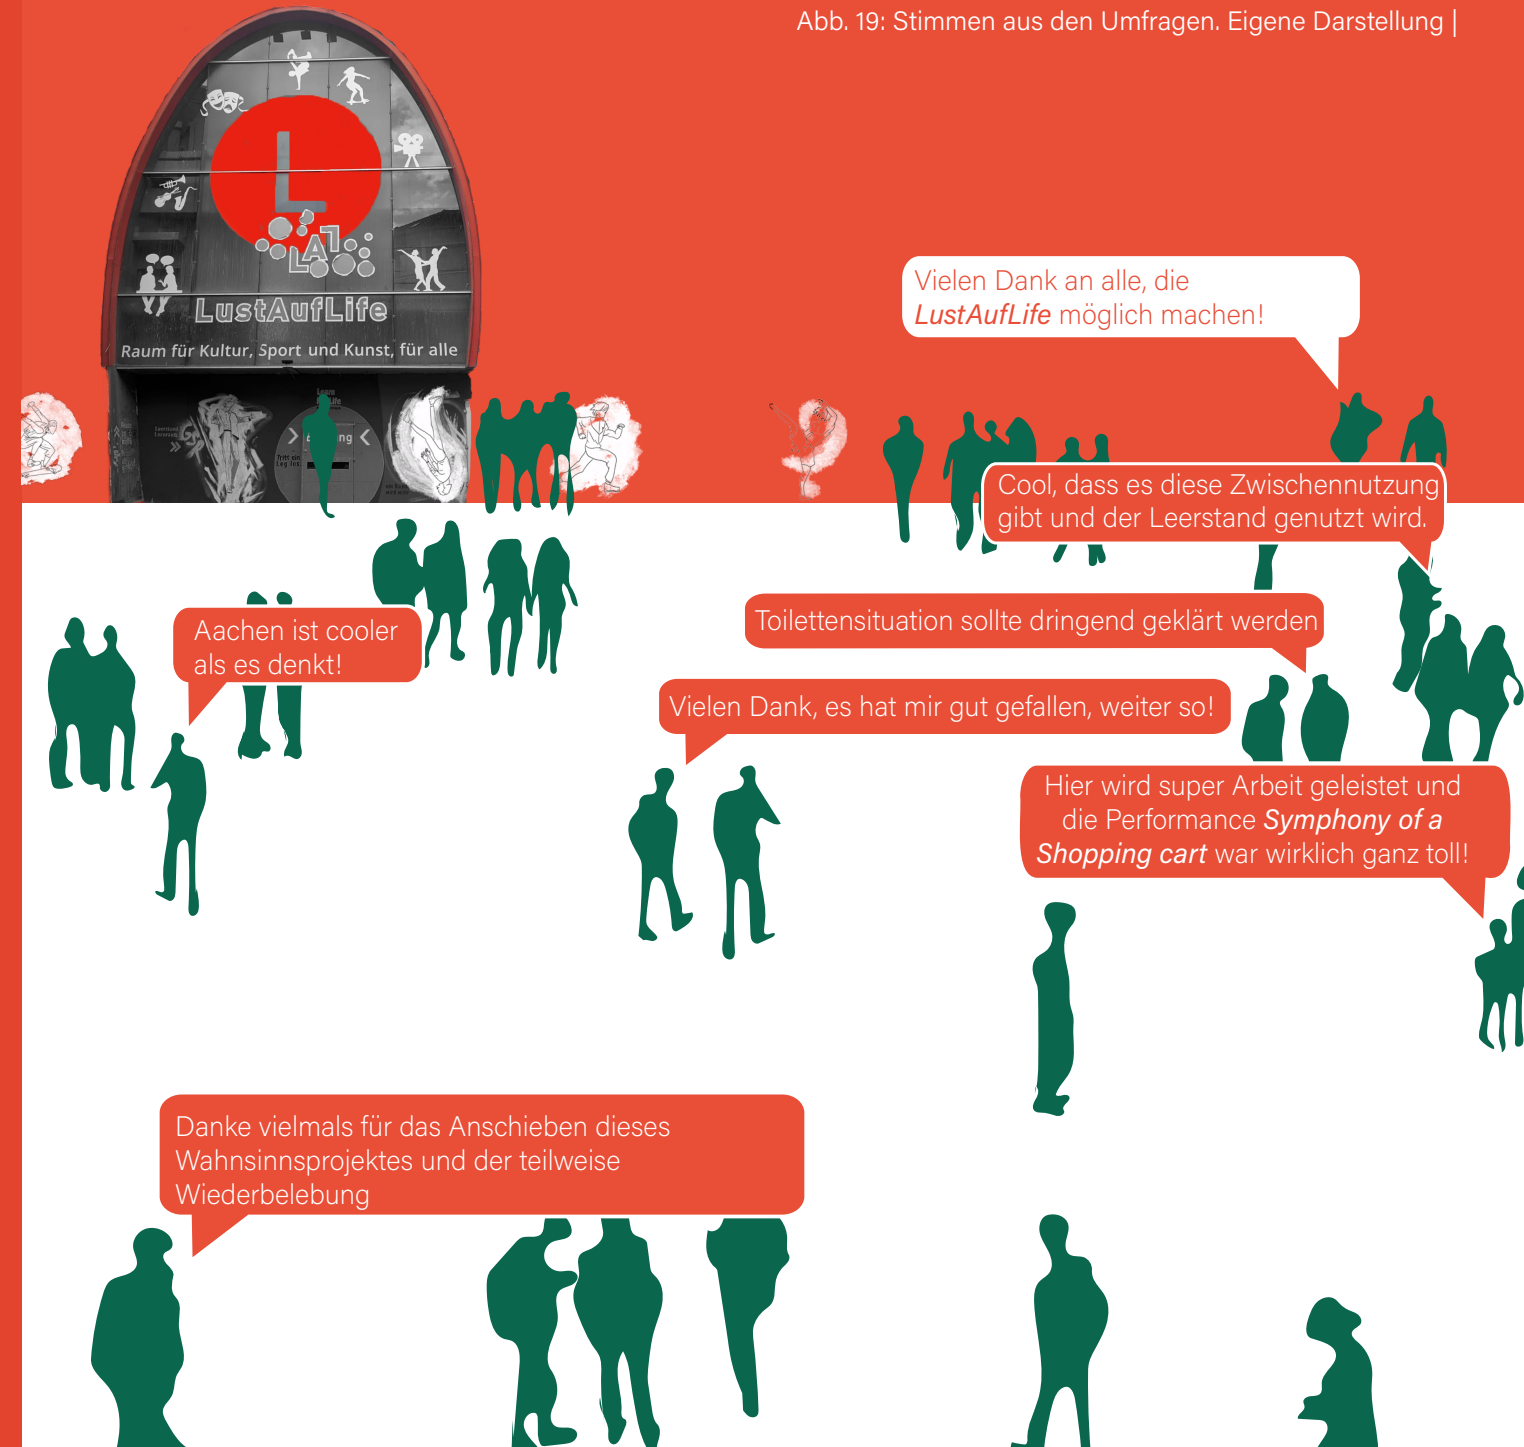 Abb. 19: Stimmen aus den Umfragen. Eigene Darstellung |
L
LAL
LustAufLife
Raum für Kultur, Sport und Kunst, für alle
Vielen Dank an alle, die
LustAufLife möglich machen!
Cool, dass es diese Zwischennutzung
gibt und der Leerstand genutzt wird.
Toilettensituation sollte dringend geklärt werden
Aachen ist cooler
als es denkt!
Vielen Dank, es hat mir gut gefallen, weiter so!
Hier wird super Arbeit geleistet und
die Performance Symphony of a
Shopping cart war wirklich ganz toll!
Danke vielmals für das Anschieben dieses
Wahnsinnsprojektes und der teilweise
Wiederbelebung